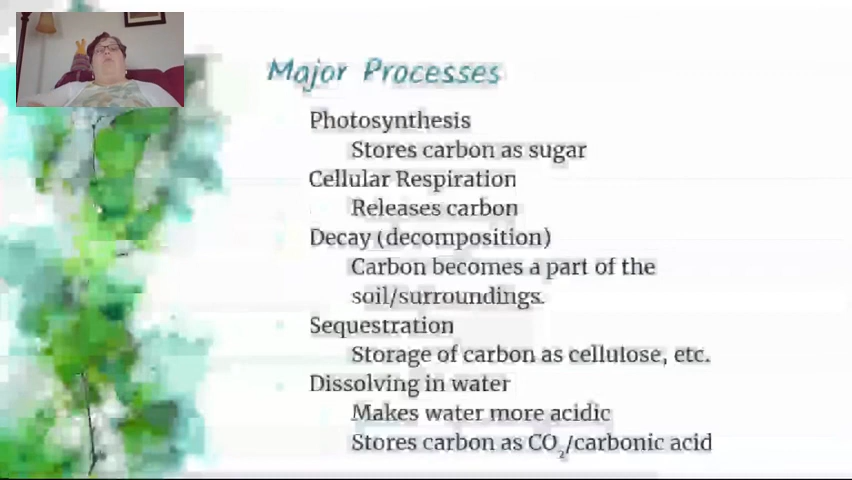 Major Processes
Photosynthesis
Stores carbon as sugar
Cellular Respiration
Releases carbon
Decay (decomposition)
Carbon becomes a part of the
soil/surroundings.
Sequestration
Storage of carbon as cellulose, etc.
Dissolving in water
Makes water more acidic
Stores carbon as CO₂/carbonic acid